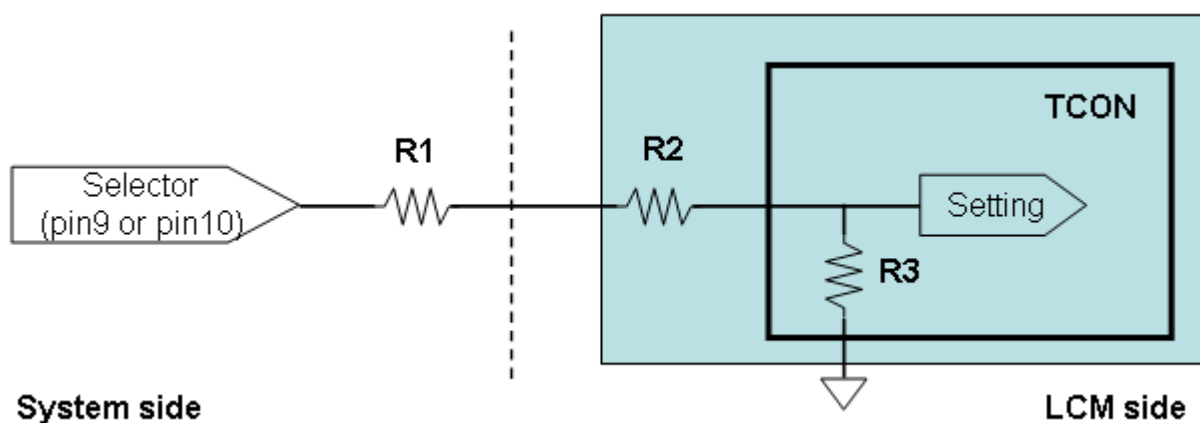 TCON
R1
R2
Selector
(pin9 or pin10)
Setting
R3
System side
LCM side